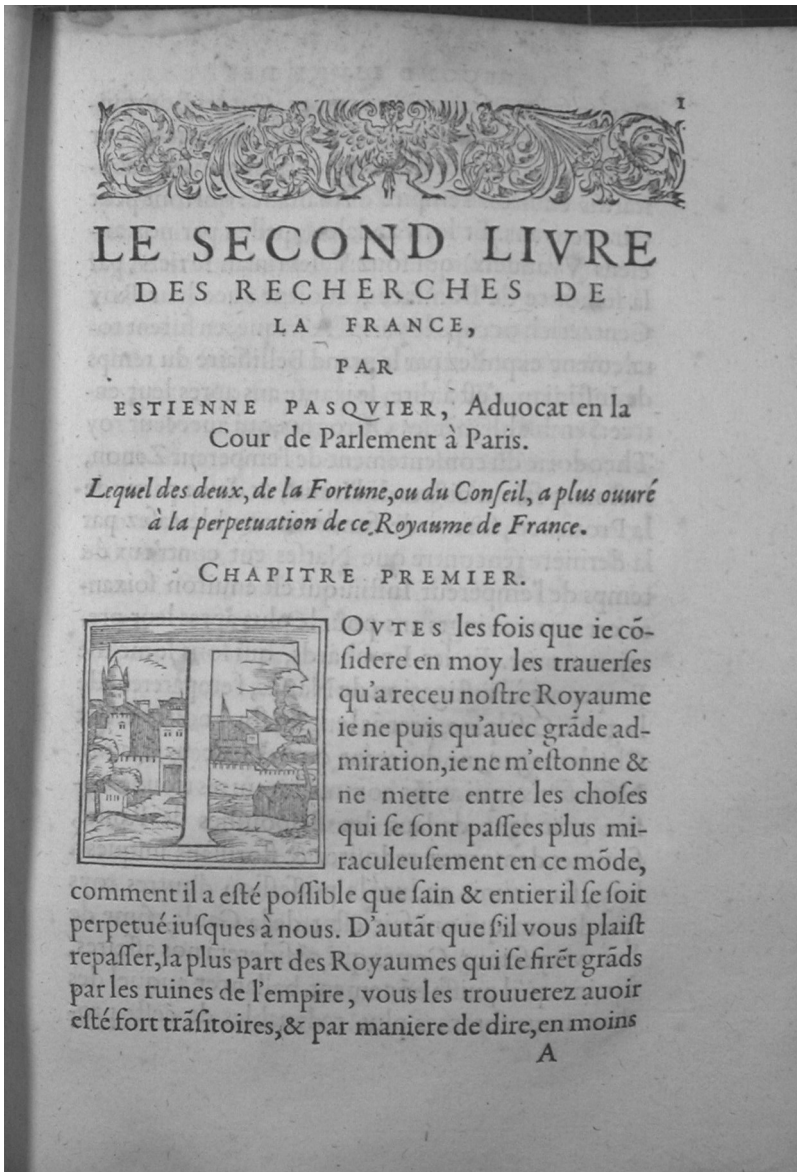 1
LE SECOND LIVRE
DES RECHERCHES DE
LA FRANCE,
PAR
ESTIENNE PASQVIER, Aduocat en la
Cour de Parlement à Paris.
Lequel des deux, de la Fortune, ou du Conſeil, a plus ouuré
à la perpetuation de ce Royaume de France.
CHAPITRE PREMIER.
TOVTES les fois que ie cõ-
ſidere en moy les trauerſes
qu'a receu noſtre Royaume
ie ne puis qu'auec grãde ad-
miration, ie ne m'eſtonne &
ne mette entre les choſes
qui ſe ſont paſſees plus mi-
raculeuſement en ce mõde,
comment il a eſté poſſible que ſain & entier il ſe ſoit
perpetué iuſques à nous. D'autãt que ſ'il vous plaiſt
repaſſer, la plus part des Royaumes qui ſe firẽt grãds
par les ruines de l'empire, vous les trouuerez auoir
eſté fort trãſitoires, & par maniere de dire, en moins
A